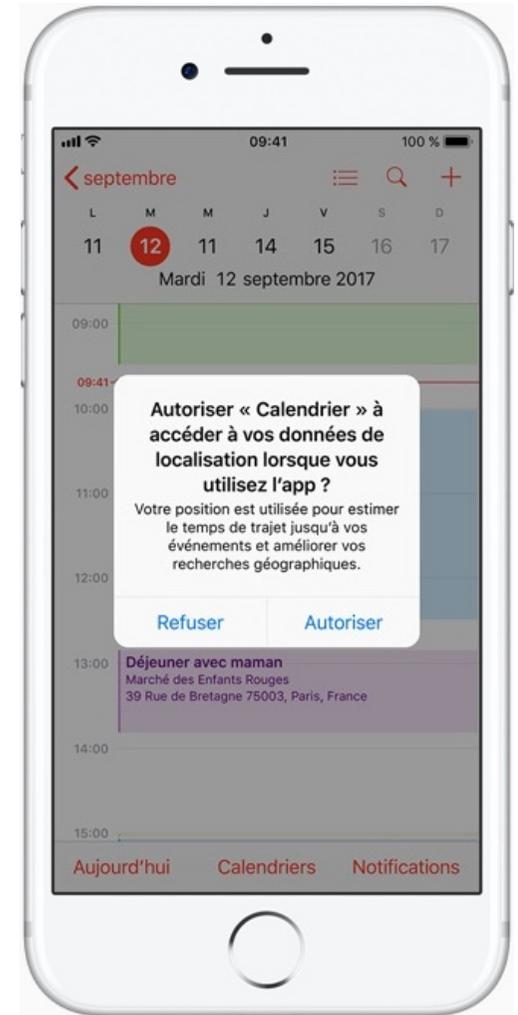 09:41 100 %
septembre
L M M J V S D
11 12 11 14 15 16 17
Mardi 12 septembre 2017
09:00
09:41
10:00
Autoriser « Calendrier » à
accéder à vos données de
localisation lorsque vous
utilisez l'app ?
Votre position est utilisée pour estimer
le temps de trajet jusqu'à vos
événements et améliorer vos
recherches géographiques.
Refuser Autoriser
11:00
12:00
13:00 Déjeuner avec maman
Marché des Enfants Rouges
39 Rue de Bretagne 75003, Paris, France
14:00
15:00
Aujourd'hui Calendriers Notifications